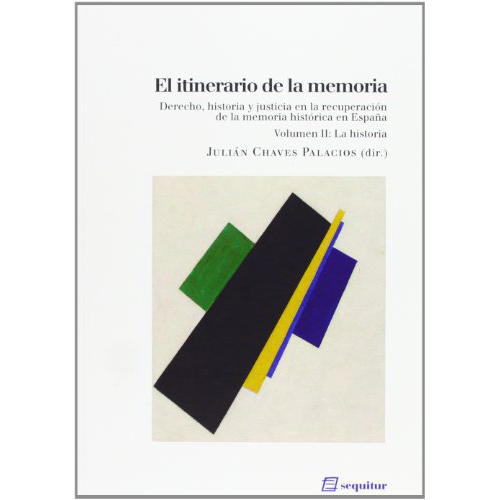 El itinerario de la memoria
Derecho, historia y justicia en la recuperación
de la memoria histórica en España
Volumen II: La historia
JULIÁN CHAVES PALACIOS (dir.)
sequitur